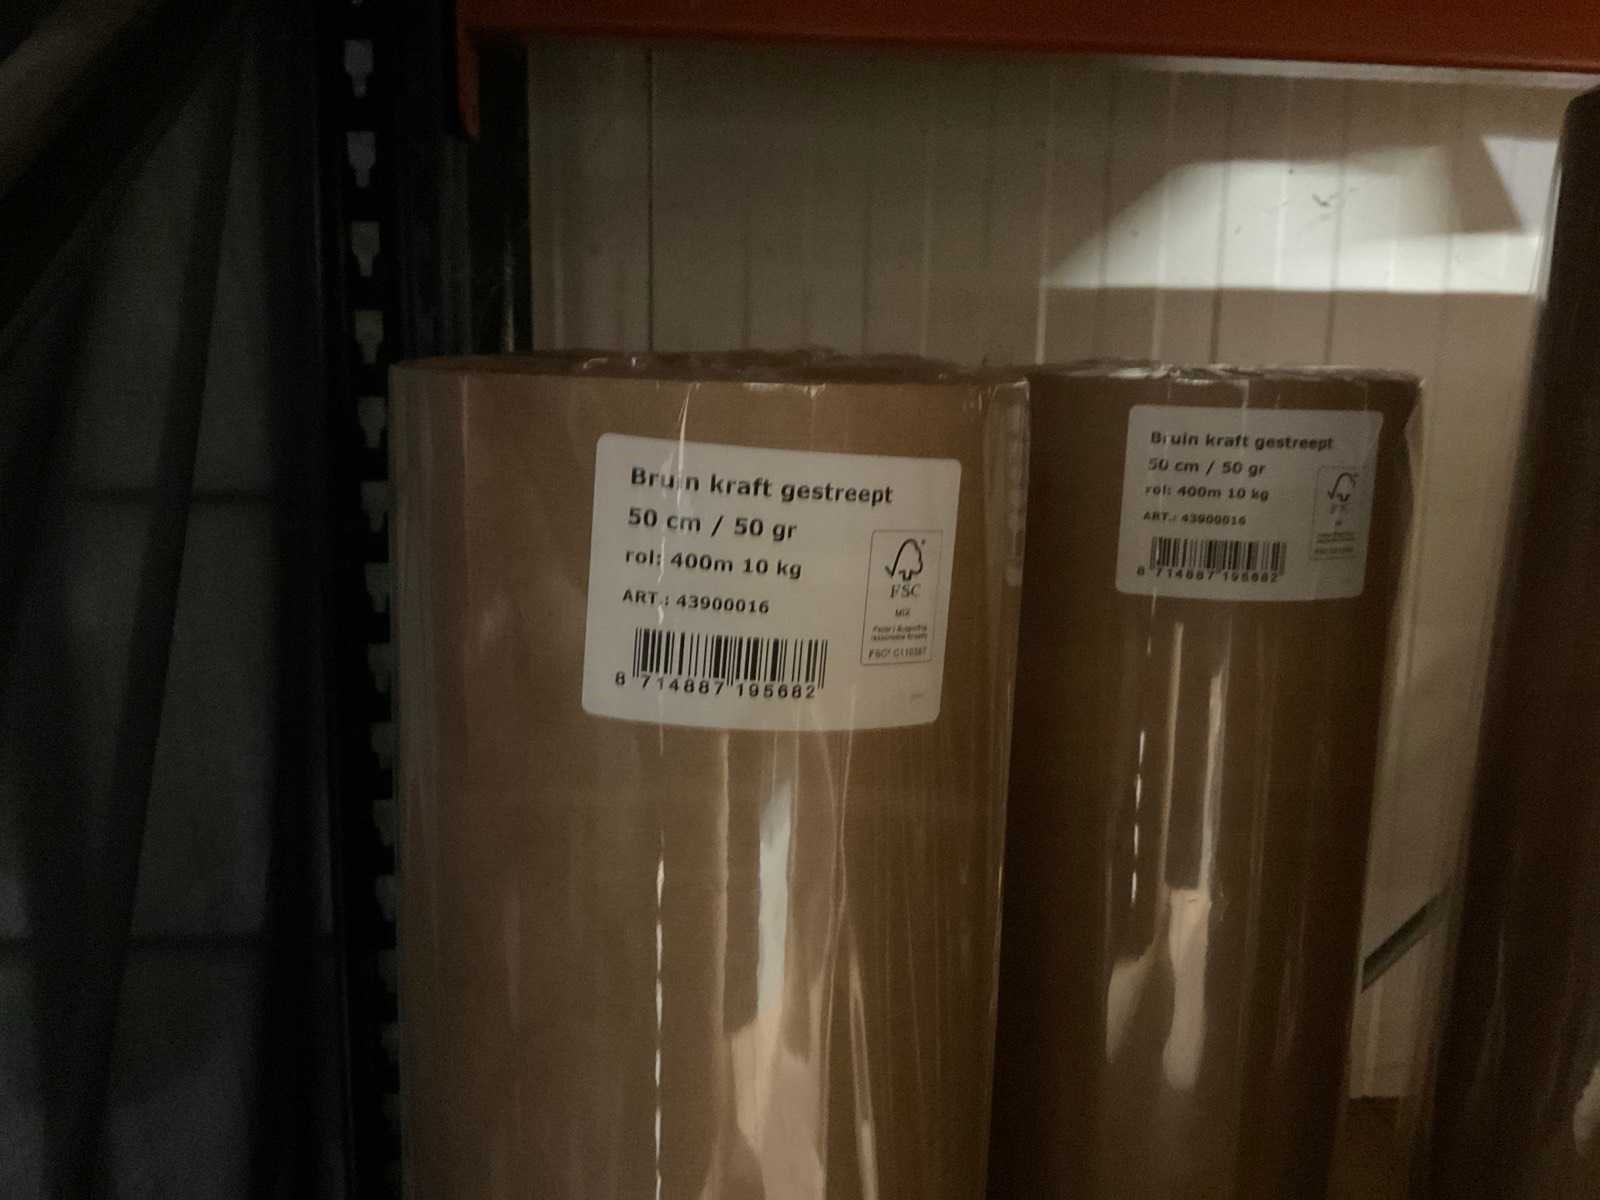 Bruin kraft gestreept
50 cm / 50 gr
rol: 400m 10 kg
ART.: 43900016
8 714887 195682
FSC
MIX
Bruin kraft gestreept
50 cm / 50 gr
rol: 400m 10 kg
ART.: 43900016
8 714887 195682